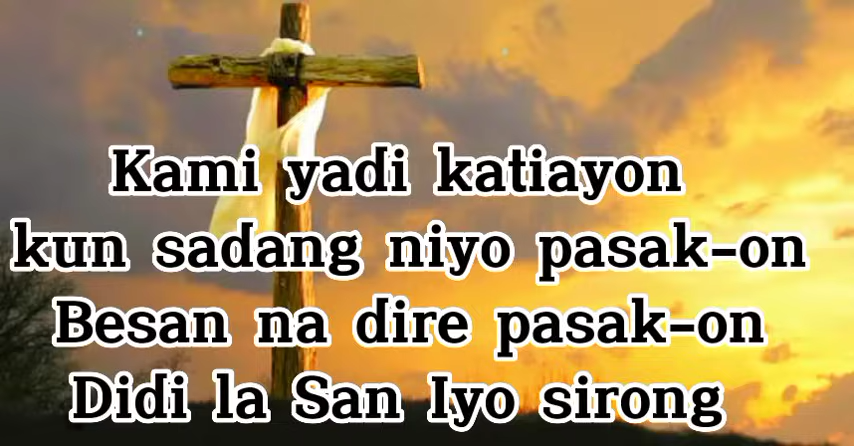 Kami yadi katiayon
kun sadang niyo pasak-on
Besan na dire pasak-on
Didi la San Iyo sirong